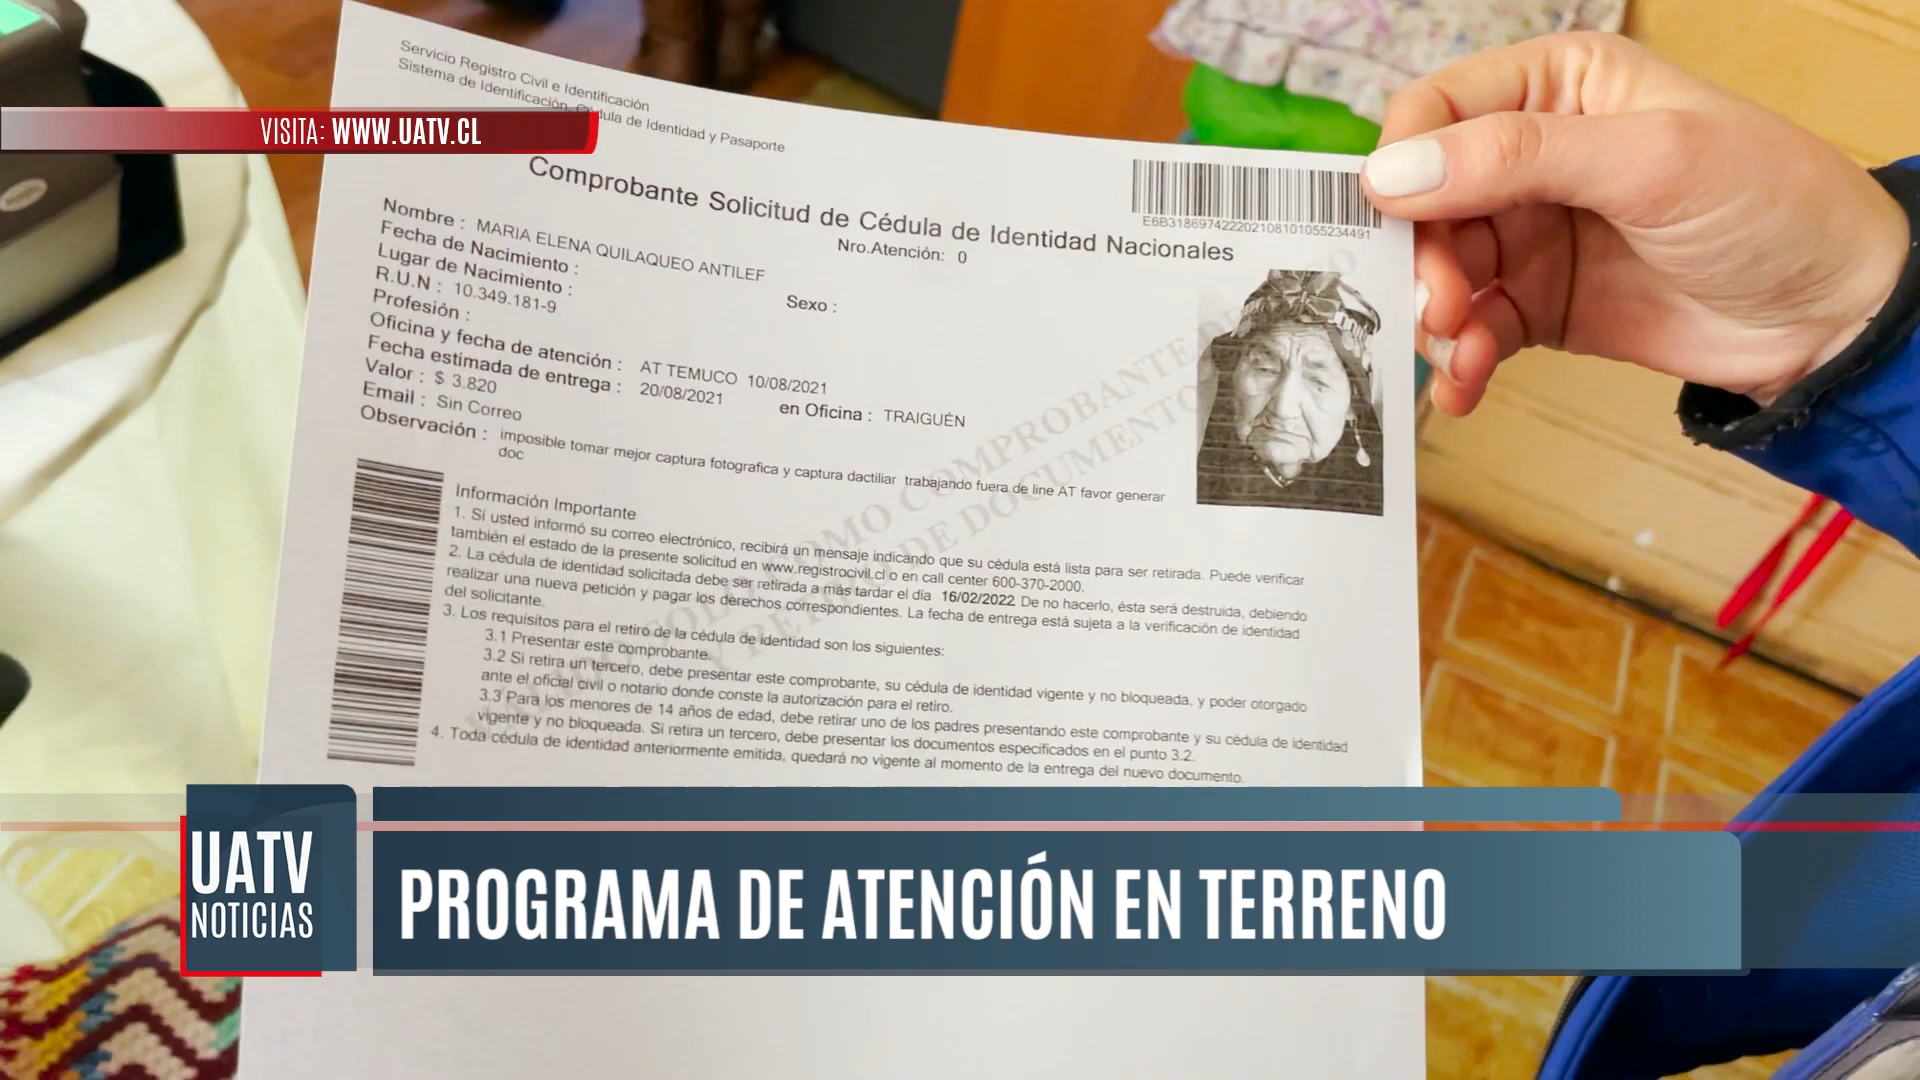 Servicio Registro Civil e Identificación
Sistema de Identificación, Cédula de Identidad y Pasaporte
VISITA: WWW.UATV.CL
Comprobante Solicitud de Cédula de Identidad Nacionales
E6B318697422202108101055234491
Nro.Atención: 0
Nombre : MARIA ELENA QUILAQUEO ANTILEF
Fecha de Nacimiento :
Lugar de Nacimiento :
Sexo :
R.U.N : 10.349.181-9
Profesión :
Oficina y fecha de atención : AT TEMUCO 10/08/2021
Fecha estimada de entrega : 20/08/2021 en Oficina : TRAIGUÉN
Valor : $ 3.820
Email : Sin Correo
Observación : imposible tomar mejor captura fotografica y captura dactiliar trabajando fuera de line AT favor generar
doc
Información Importante
1. Si usted informó su correo electrónico, recibirá un mensaje indicando que su cédula está lista para ser retirada. Puede verificar
también el estado de la presente solicitud en www.registrocivil.cl o en call center 600-370-2000.
2. La cédula de identidad solicitada debe ser retirada a más tardar el día 16/02/2022 De no hacerlo, ésta será destruida, debiendo
realizar una nueva petición y pagar los derechos correspondientes. La fecha de entrega está sujeta a la verificación de identidad
del solicitante.
3. Los requisitos para el retiro de la cédula de identidad son los siguientes:
3.1 Presentar este comprobante.
3.2 Si retira un tercero, debe presentar este comprobante, su cédula de identidad vigente y no bloqueada, y poder otorgado
ante el oficial civil o notario donde conste la autorización para el retiro.
3.3 Para los menores de 14 años de edad, debe retirar uno de los padres presentando este comprobante y su cédula de identidad
vigente y no bloqueada. Si retira un tercero, debe presentar los documentos especificados en el punto 3.2.
4. Toda cédula de identidad anteriormente emitida, quedará no vigente al momento de la entrega del nuevo documento.
SOLO COMO COMPROBANTE DE
Y RETIRO DE DOCUMENTO
UATV
NOTICIAS
PROGRAMA DE ATENCIÓN EN TERRENO